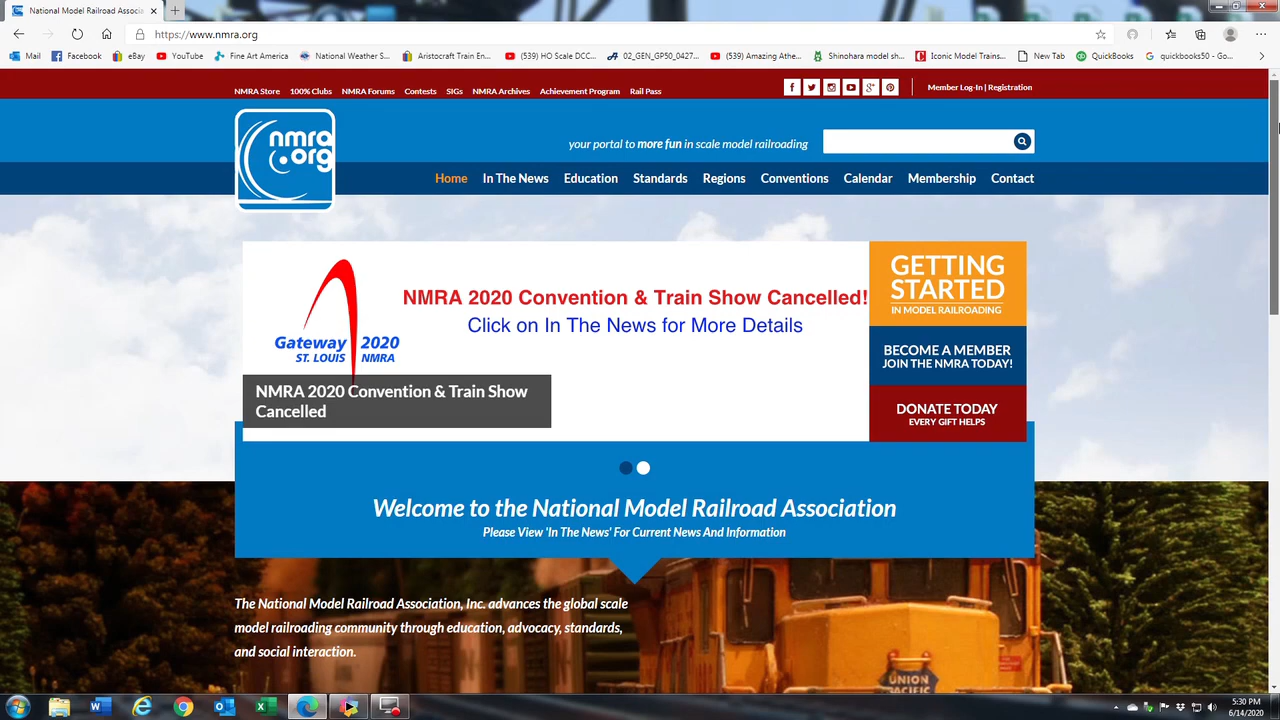 National Model Railroad Associa
https://www.nmra.org
Mail
Facebook
eBay
YouTube
Fine Art America
National Weather S...
Aristocraft Train En...
(539) HO Scale DCC...
02_GEN_GP50_0427...
(539) Amazing Athe...
Shinohara model sh...
Iconic Model Trains...
New Tab
QuickBooks
quickbooks50 - Go...
NMRA Store
100% Clubs
NMRA Forums
Contests
SIGs
NMRA Archives
Achievement Program
Rail Pass
Member Log-In | Registration
nmra
.org
your portal to more fun in scale model railroading
Home
In The News
Education
Standards
Regions
Conventions
Calendar
Membership
Contact
Gateway 2020
ST. LOUIS NMRA
NMRA 2020 Convention & Train Show Cancelled!
Click on In The News for More Details
NMRA 2020 Convention & Train Show
Cancelled
GETTING
STARTED
IN MODEL RAILROADING
BECOME A MEMBER
JOIN THE NMRA TODAY!
DONATE TODAY
EVERY GIFT HELPS
Welcome to the National Model Railroad Association
Please View 'In The News' For Current News And Information
The National Model Railroad Association, Inc. advances the global scale
model railroading community through education, advocacy, standards,
and social interaction.
UNION
PACIFIC
5:30 PM
6/14/2020